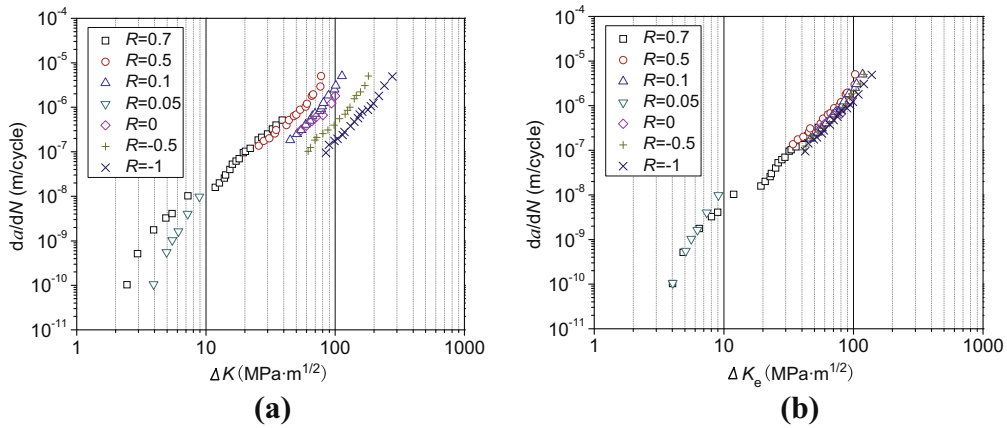 10⁻⁴
10⁻⁵
10⁻⁶
10⁻⁷
10⁻⁸
10⁻⁹
10⁻¹⁰
10⁻¹¹
da/dN (m/cycle)
R=0.7
R=0.5
R=0.1
R=0.05
R=0
R=-0.5
R=-1
1 10 100 1000
ΔK (MPa·m¹/²)
(a)
10⁻⁴
10⁻⁵
10⁻⁶
10⁻⁷
10⁻⁸
10⁻⁹
10⁻¹⁰
10⁻¹¹
da/dN (m/cycle)
R=0.7
R=0.5
R=0.1
R=0.05
R=0
R=-0.5
R=-1
1 10 100 1000
ΔKₑ (MPa·m¹/²)
(b)